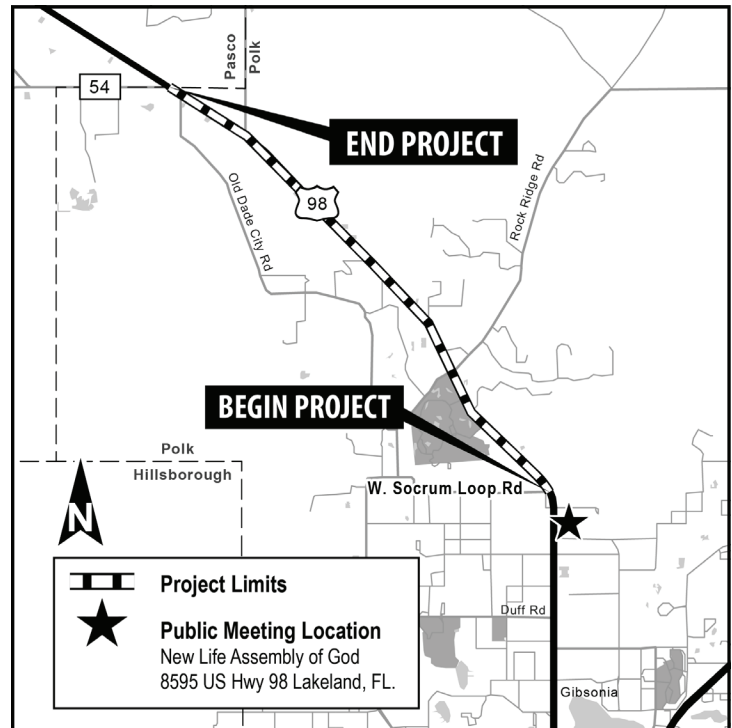 Pasco
Polk
54
END PROJECT
Rock Ridge Rd
Old Dade City Rd
98
BEGIN PROJECT
Polk
Hillsborough
W. Socrum Loop Rd
N
Project Limits
Public Meeting Location
New Life Assembly of God
8595 US Hwy 98 Lakeland, FL.
Duff Rd
Gibsonia